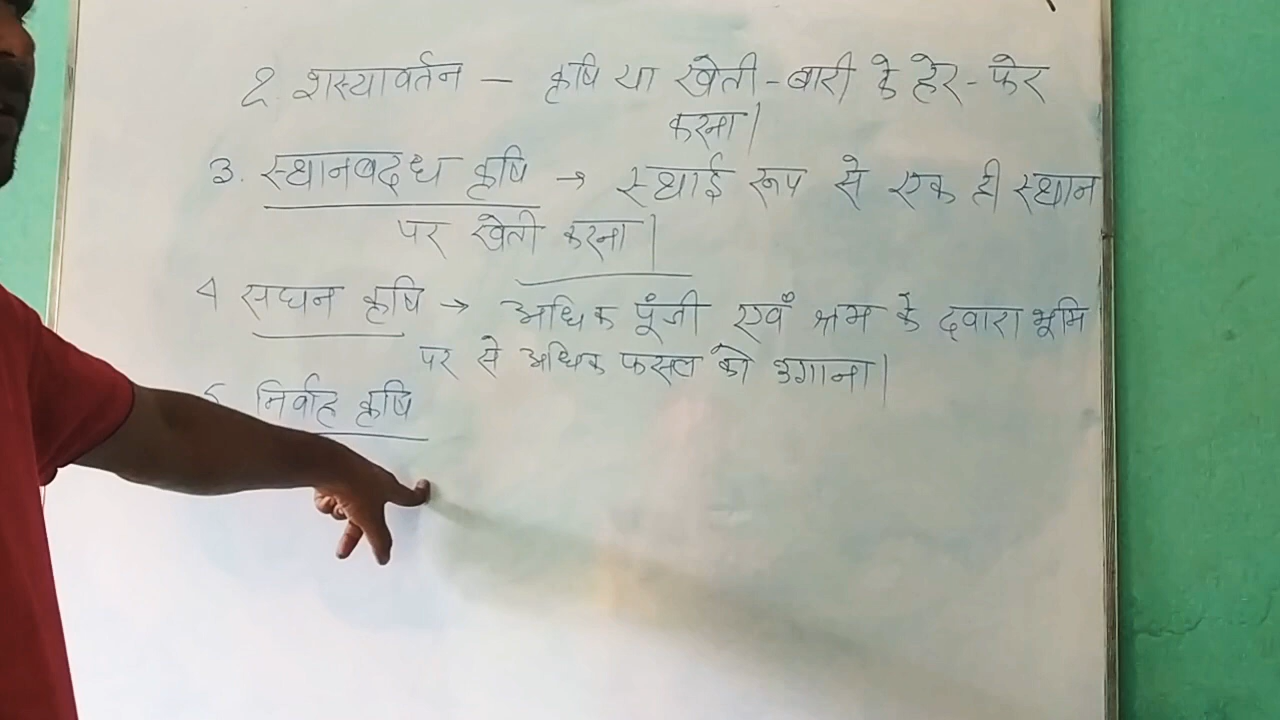 2. शस्यावर्तन – कृषि या खेती-बारी के हेर-फेर
करना।
3. स्थानबद्ध कृषि → स्थाई रूप से एक ही स्थान
पर खेती करना।
4 सघन कृषि → अधिक पूंजी एवं श्रम के द्वारा भूमि
पर से अधिक फसल को उगाना।
5 निर्वाह कृषि